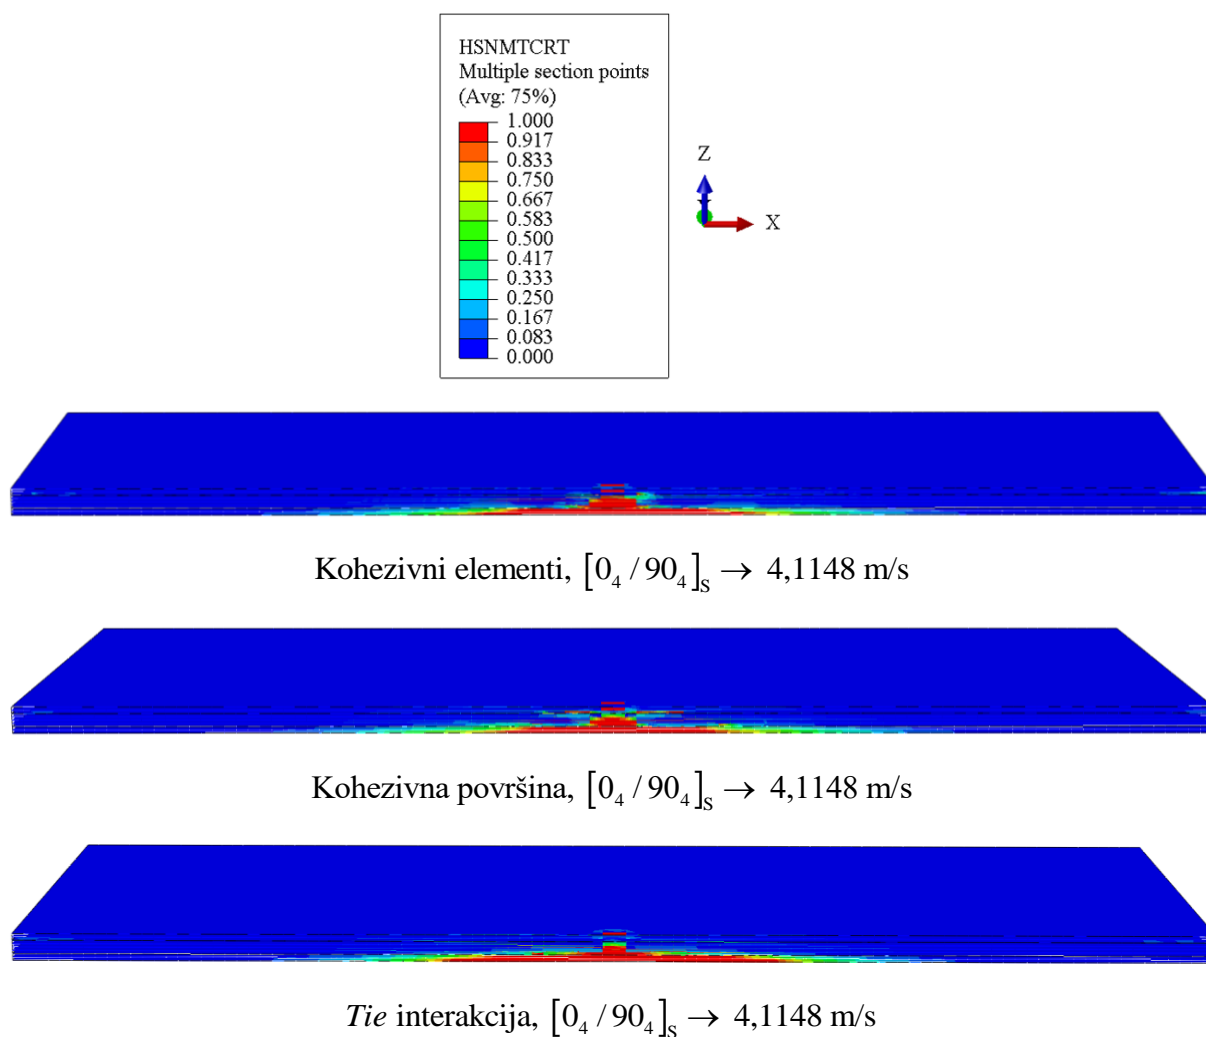 HSNMTCRT
Multiple section points
(Avg: 75%)
1.000
0.917
0.833
0.750
0.667
0.583
0.500
0.417
0.333
0.250
0.167
0.083
0.000
Z
X
Kohezivni elementi, [0₄ / 90₄]ₛ → 4,1148 m/s
Kohezivna površina, [0₄ / 90₄]ₛ → 4,1148 m/s
Tie interakcija, [0₄ / 90₄]ₛ → 4,1148 m/s